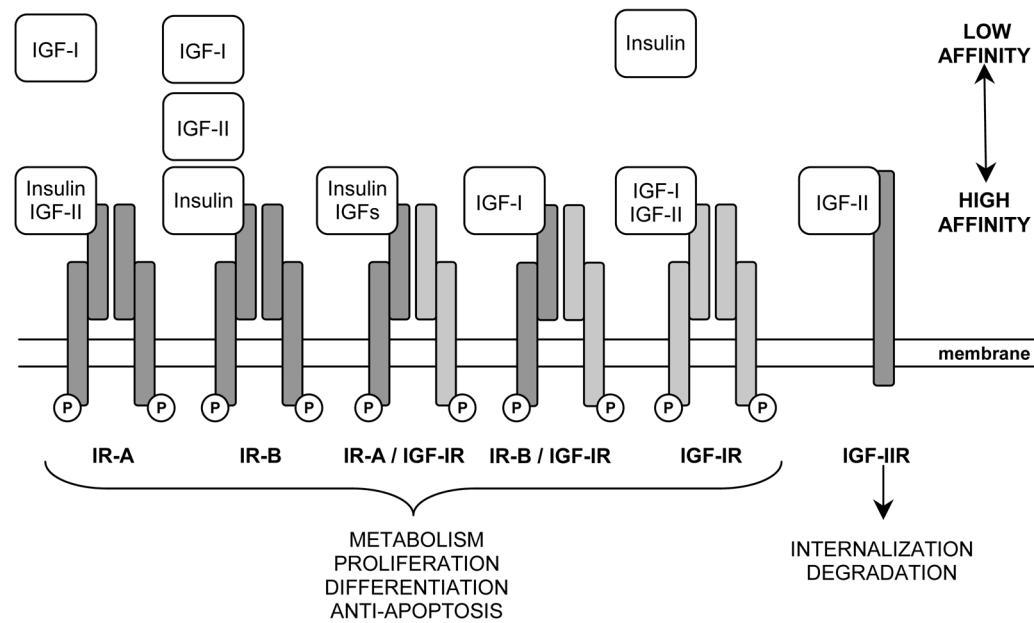 IGF-I
IGF-I
Insulin
LOW
AFFINITY
IGF-II
Insulin
IGF-II
Insulin
Insulin
IGFs
IGF-I
IGF-I
IGF-II
IGF-II
HIGH
AFFINITY
membrane
P
P
P
P
P
P
P
P
P
P
IR-A
IR-B
IR-A / IGF-IR
IR-B / IGF-IR
IGF-IR
IGF-IIR
METABOLISM
PROLIFERATION
DIFFERENTIATION
ANTI-APOPTOSIS
INTERNALIZATION
DEGRADATION